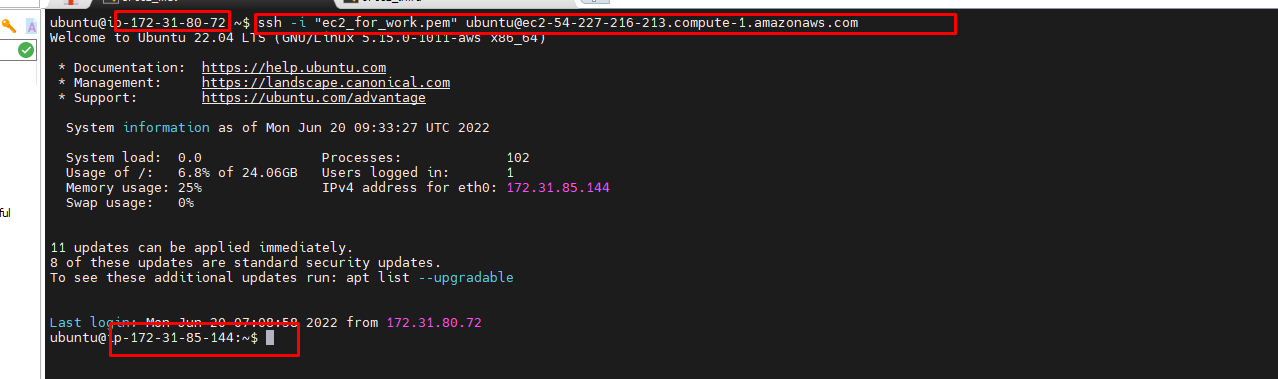 ubuntu@ip-172-31-80-72:~$ ssh -i "ec2_for_work.pem" ubuntu@ec2-54-227-216-213.compute-1.amazonaws.com
Welcome to Ubuntu 22.04 LTS (GNU/Linux 5.15.0-1011-aws x86_64)
* Documentation: https://help.ubuntu.com
* Management: https://landscape.canonical.com
* Support: https://ubuntu.com/advantage
System information as of Mon Jun 20 09:33:27 UTC 2022
System load: 0.0 Processes: 102
Usage of /: 6.8% of 24.06GB Users logged in: 1
Memory usage: 25% IPv4 address for eth0: 172.31.85.144
Swap usage: 0%
ful
11 updates can be applied immediately.
8 of these updates are standard security updates.
To see these additional updates run: apt list --upgradable
Last login: Mon Jun 20 07:08:58 2022 from 172.31.80.72
ubuntu@ip-172-31-85-144:~$